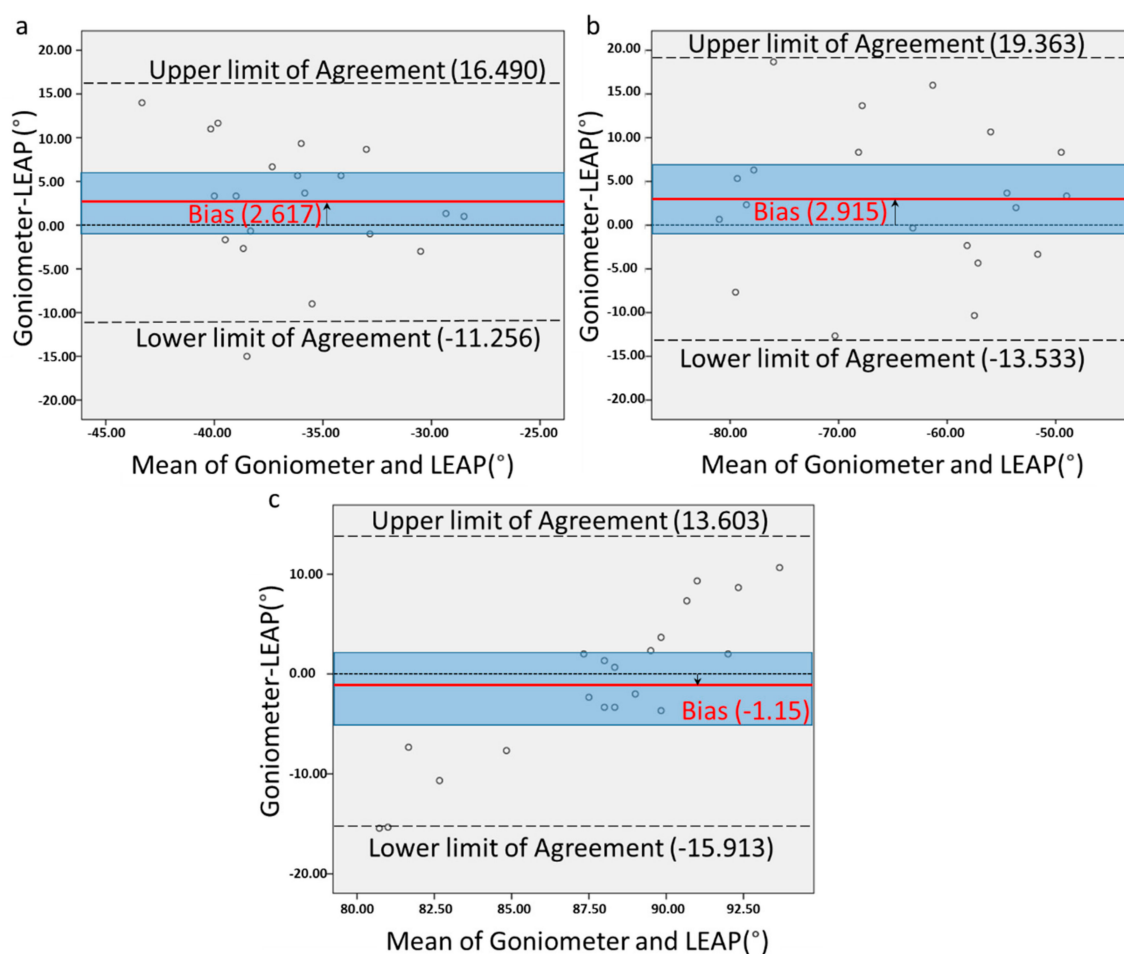 a
20.00
15.00
10.00
5.00
0.00
-5.00
-10.00
-15.00
-20.00
Goniometer-LEAP(°)
Upper limit of Agreement (16.490)
Bias (2.617)
Lower limit of Agreement (-11.256)
-45.00 -40.00 -35.00 -30.00 -25.00
Mean of Goniometer and LEAP(°)
b
20.00
15.00
10.00
5.00
0.00
-5.00
-10.00
-15.00
-20.00
Goniometer-LEAP(°)
Upper limit of Agreement (19.363)
Bias (2.915)
Lower limit of Agreement (-13.533)
-80.00 -70.00 -60.00 -50.00
Mean of Goniometer and LEAP(°)
c
10.00
0.00
-10.00
-20.00
Goniometer-LEAP(°)
Upper limit of Agreement (13.603)
Bias (-1.15)
Lower limit of Agreement (-15.913)
80.00 82.50 85.00 87.50 90.00 92.50
Mean of Goniometer and LEAP(°)